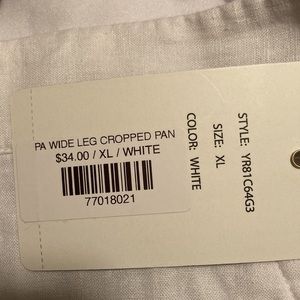 PA WIDE LEG CROPPED PAN
$34.00 / XL / WHITE
77018021
STYLE: YR81C64G3
SIZE: XL
COLOR: WHITE